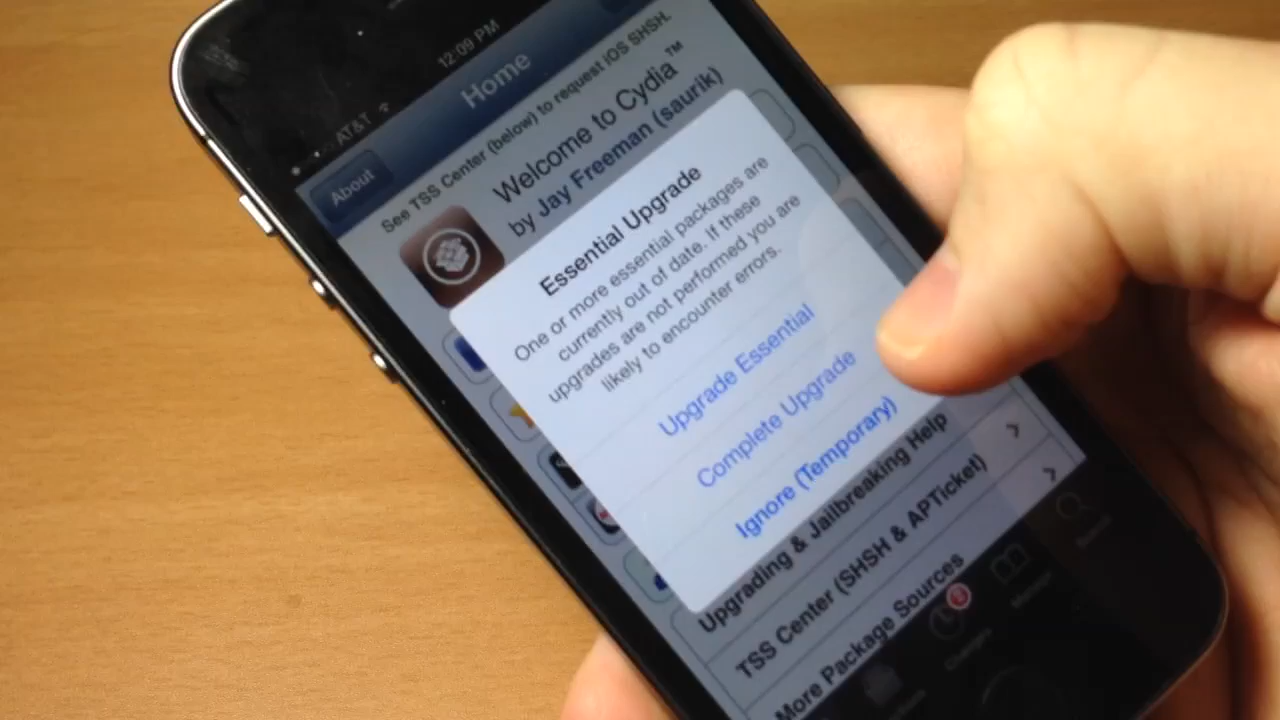 AT&T
12:09 PM
About
Home
See TSS Center (below) to request iOS SHSH.
Welcome to Cydia™
by Jay Freeman (saurik)
Essential Upgrade
One or more essential packages are
currently out of date. If these
upgrades are not performed you are
likely to encounter errors.
Upgrade Essential
Complete Upgrade
Ignore (Temporary)
Upgrading & Jailbreaking Help
TSS Center (SHSH & APTicket)
More Package Sources
Changes
Manage
Search